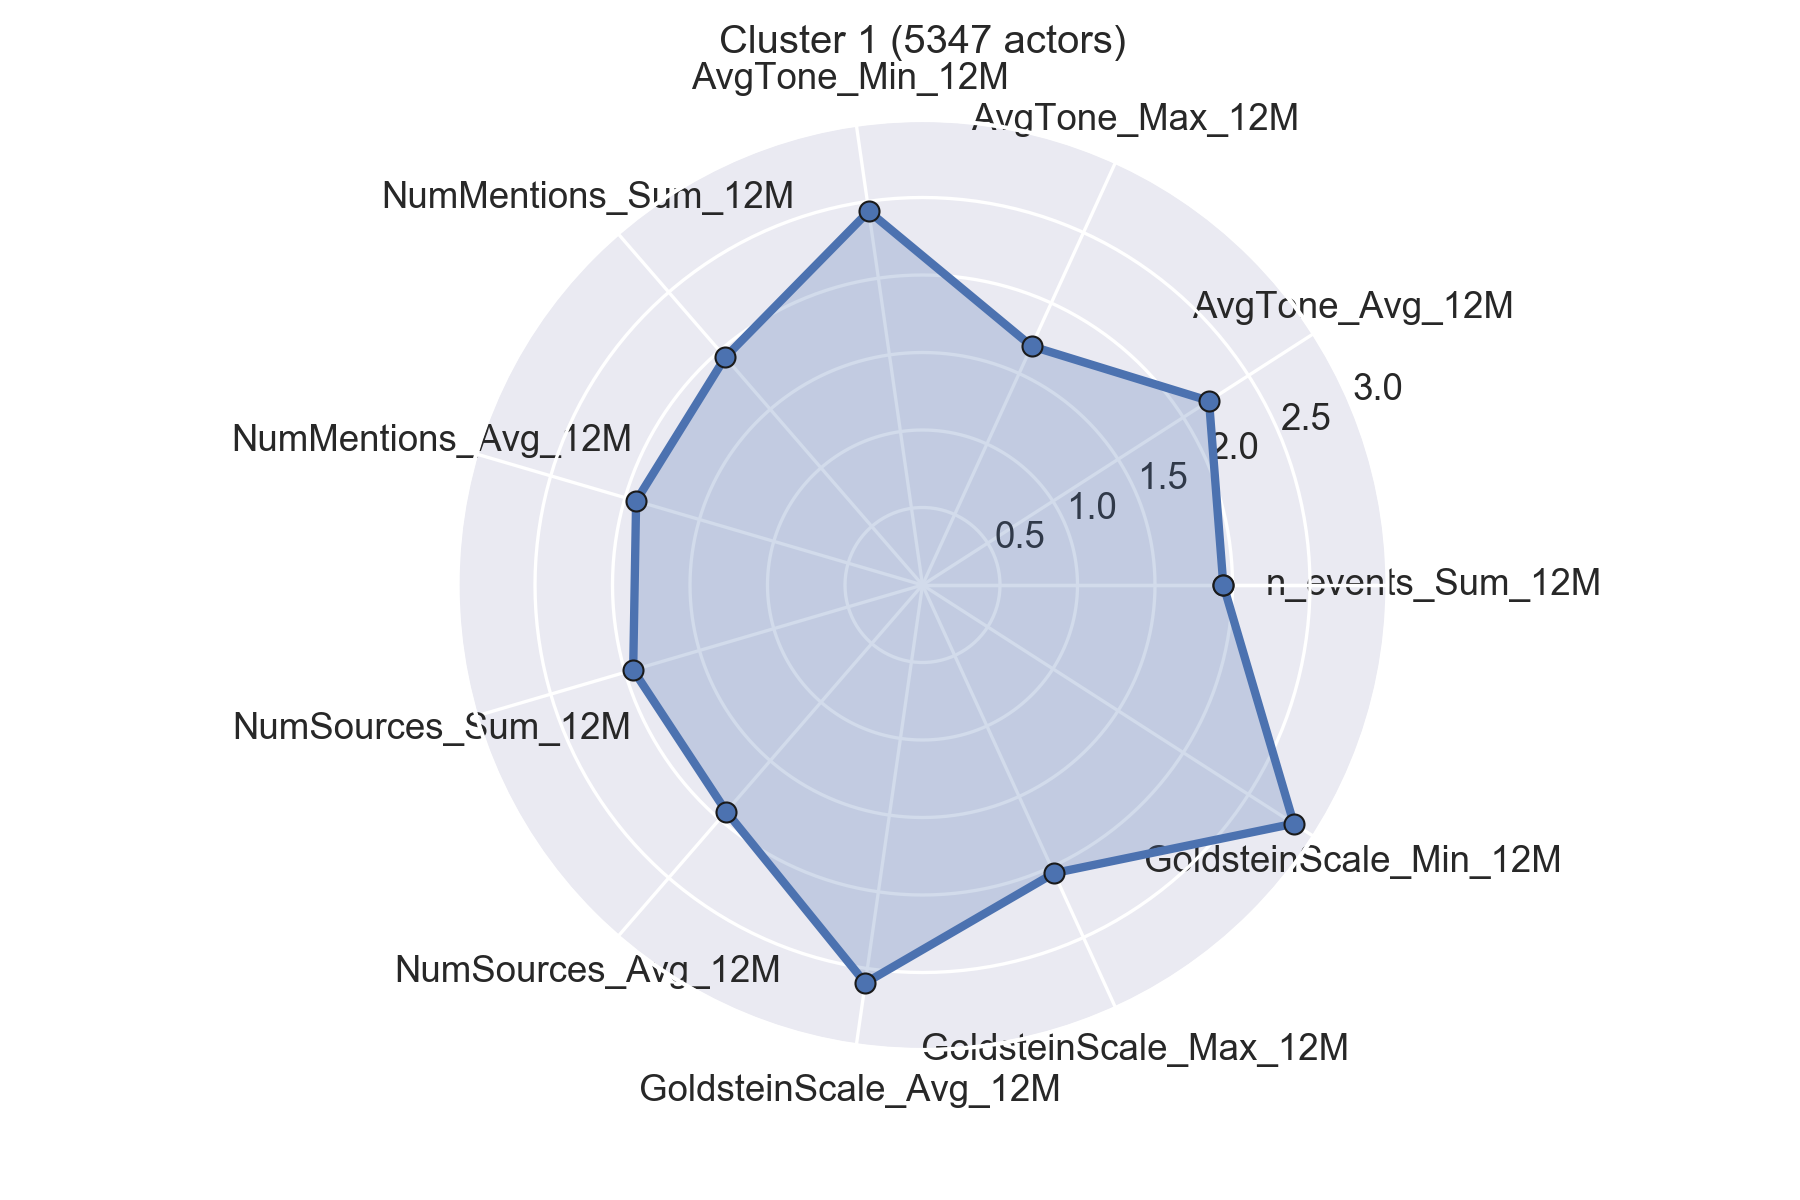 Cluster 1 (5347 actors)
AvgTone_Min_12M
AvgTone_Max_12M
NumMentions_Sum_12M
AvgTone_Avg_12M
3.0
2.5
2.0
1.5
1.0
0.5
NumMentions_Avg_12M
n_events_Sum_12M
NumSources_Sum_12M
GoldsteinScale_Min_12M
NumSources_Avg_12M
GoldsteinScale_Max_12M
GoldsteinScale_Avg_12M